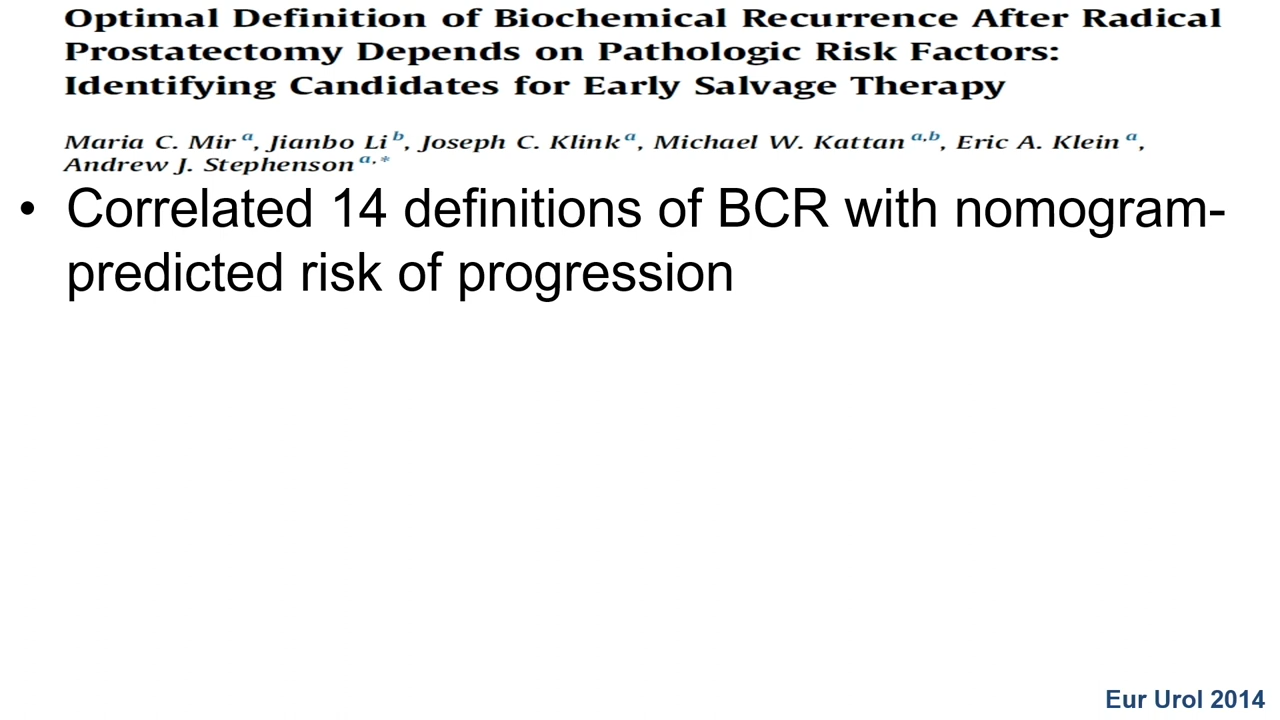 Optimal Definition of Biochemical Recurrence After Radical
Prostatectomy Depends on Pathologic Risk Factors:
Identifying Candidates for Early Salvage Therapy
Maria C. Mir a, Jianbo Li b, Joseph C. Klink a, Michael W. Kattan a,b, Eric A. Klein a,
Andrew J. Stephenson a,*
• Correlated 14 definitions of BCR with nomogram-
predicted risk of progression
Eur Urol 2014